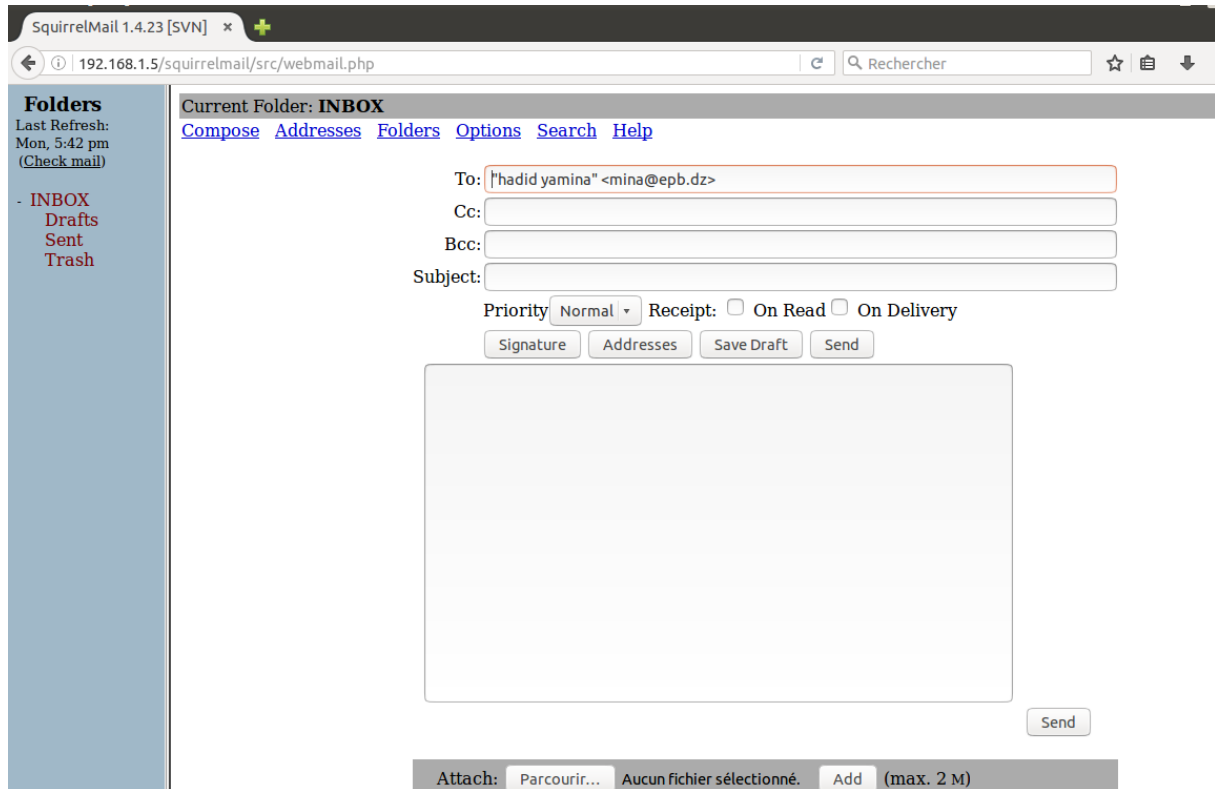 SquirrelMail 1.4.23 [SVN]
192.168.1.5/squirrelmail/src/webmail.php
Rechercher
Folders
Last Refresh:
Mon, 5:42 pm
(Check mail)
- INBOX
Drafts
Sent
Trash
Current Folder: INBOX
Compose Addresses Folders Options Search Help
To: "hadid yamina" <mina@epb.dz>
Cc:
Bcc:
Subject:
Priority Normal Receipt: On Read On Delivery
Signature Addresses Save Draft Send
Send
Attach: Parcourir... Aucun fichier sélectionné. Add (max. 2 M)